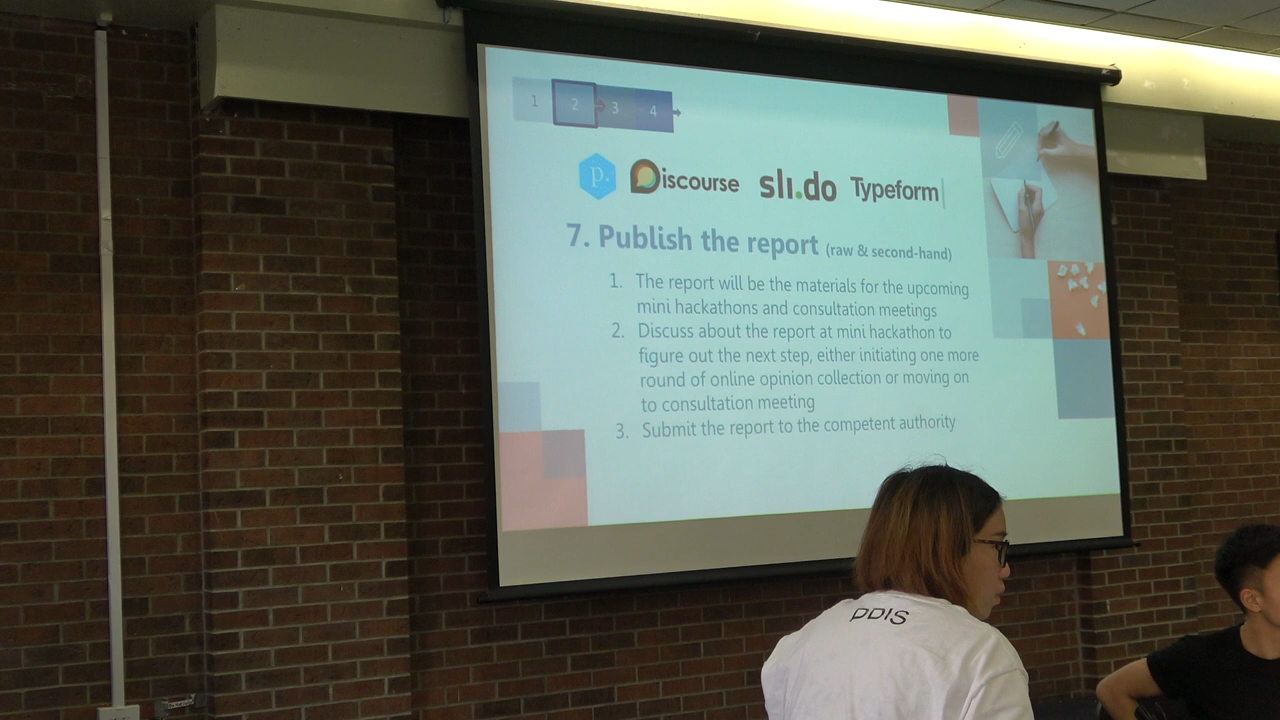 1 2 3 4
p. Discourse sli.do Typeform
7. Publish the report (raw & second-hand)
1. The report will be the materials for the upcoming
mini hackathons and consultation meetings
2. Discuss about the report at mini hackathon to
figure out the next step, either initiating one more
round of online opinion collection or moving on
to consultation meeting
3. Submit the report to the competent authority
PDIS